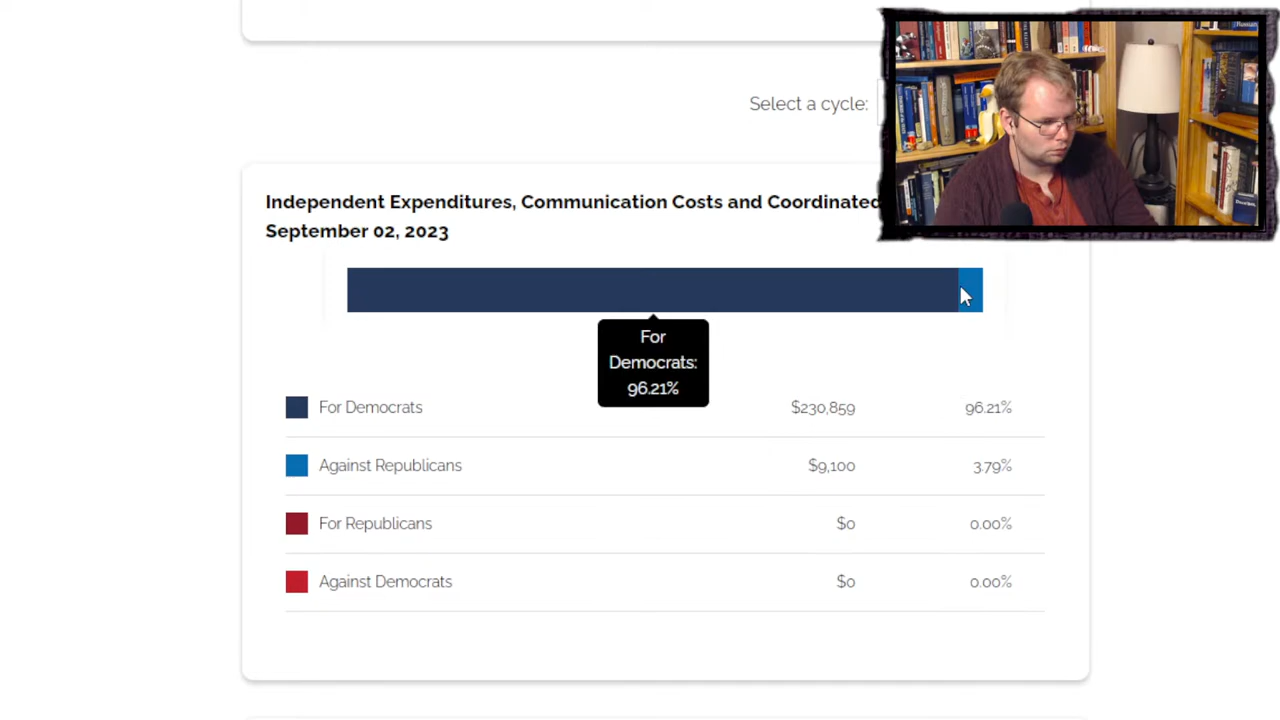 Select a cycle:
Independent Expenditures, Communication Costs and Coordinated
September 02, 2023
For
Democrats:
96.21%
For Democrats $230,859 96.21%
Against Republicans $9,100 3.79%
For Republicans $0 0.00%
Against Democrats $0 0.00%